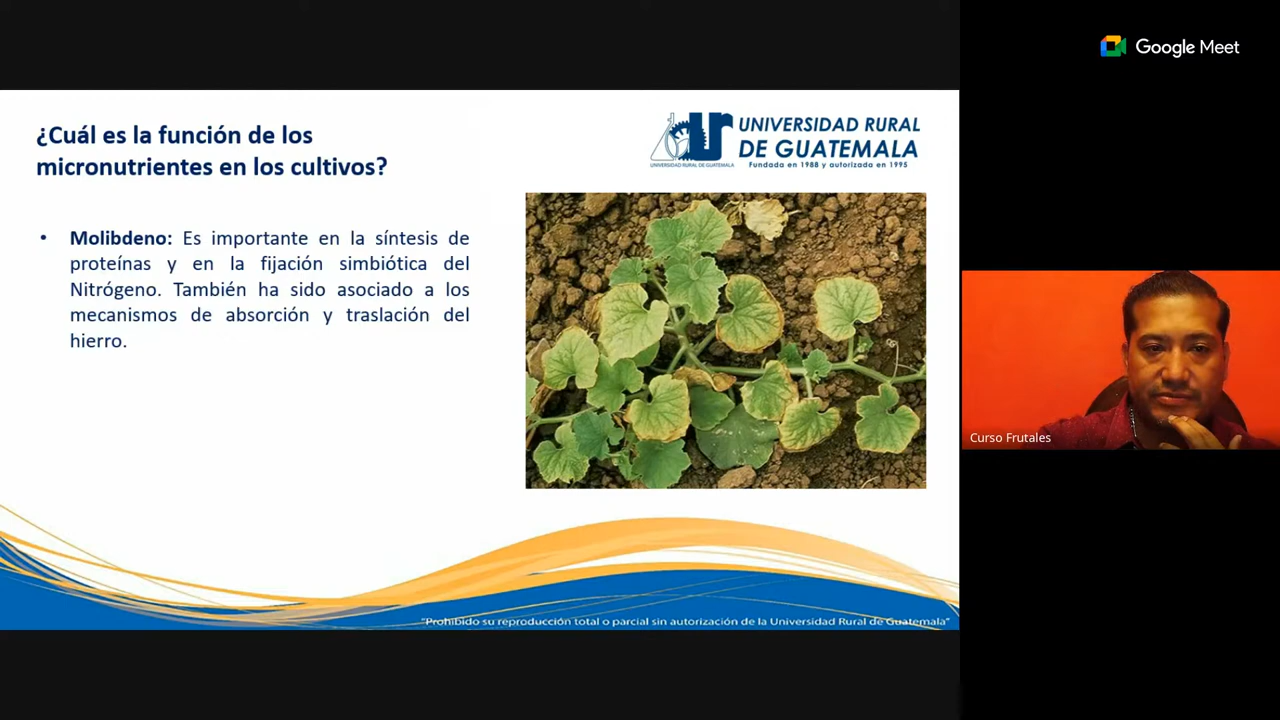 Google Meet
¿Cuál es la función de los
micronutrientes en los cultivos?
UNIVERSIDAD RURAL
DE GUATEMALA
UNIVERSIDAD RURAL DE GUATEMALA
Fundada en 1988 y autorizada en 1995
• Molibdeno: Es importante en la síntesis de
proteínas y en la fijación simbiótica del
Nitrógeno. También ha sido asociado a los
mecanismos de absorción y traslación del
hierro.
Curso Frutales
"Prohibido su reproducción total o parcial sin autorización de la Universidad Rural de Guatemala"